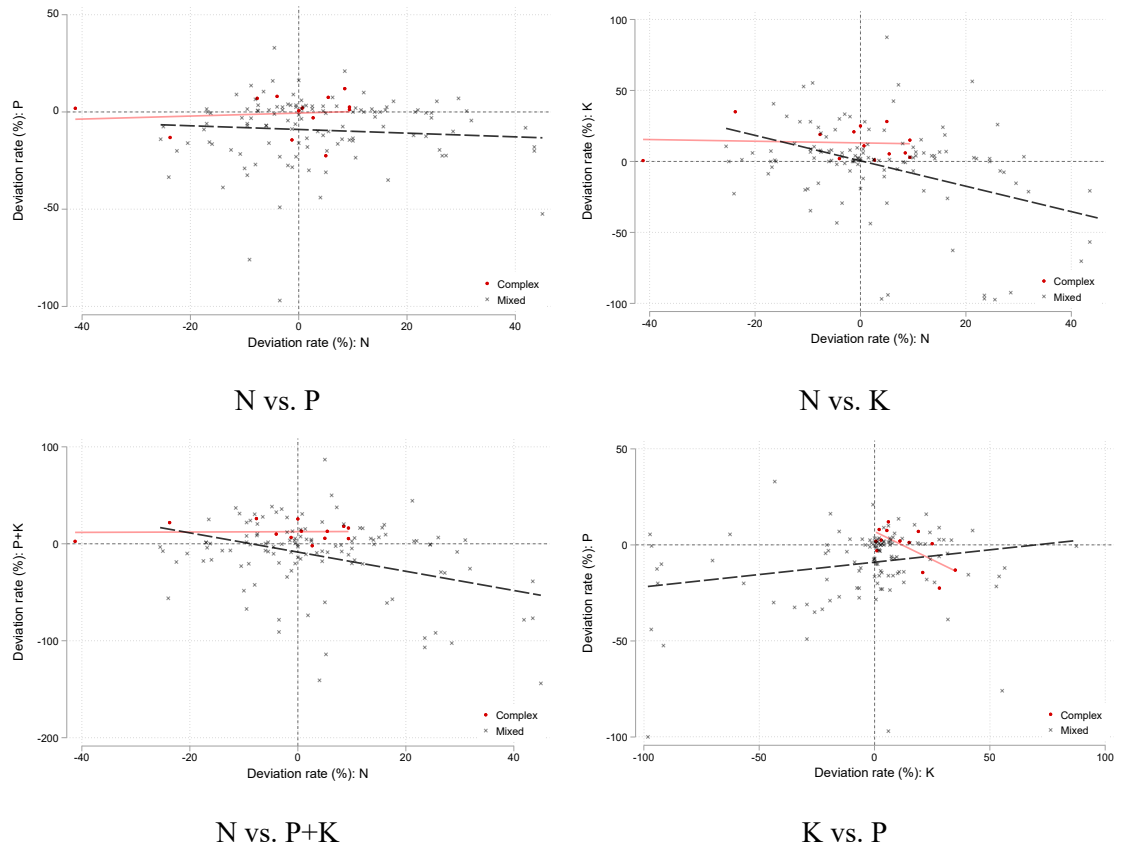 50
0
-50
-100
Deviation rate (%): P
-40
-20
0
20
40
Deviation rate (%): N
Complex
Mixed
N vs. P
100
50
0
-50
-100
Deviation rate (%): K
-40
-20
0
20
40
Deviation rate (%): N
Complex
Mixed
N vs. K
100
0
-100
-200
Deviation rate (%): P+K
-40
-20
0
20
40
Deviation rate (%): N
Complex
Mixed
N vs. P+K
50
0
-50
-100
Deviation rate (%): P
-100
-50
0
50
100
Deviation rate (%): K
Complex
Mixed
K vs. P